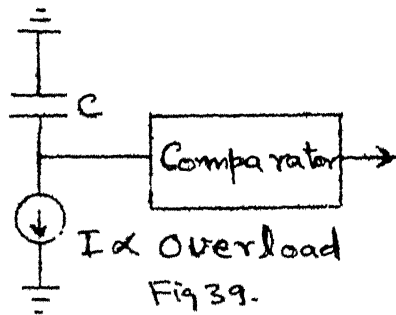 C
Comparator
I α Overload
Fig 39.